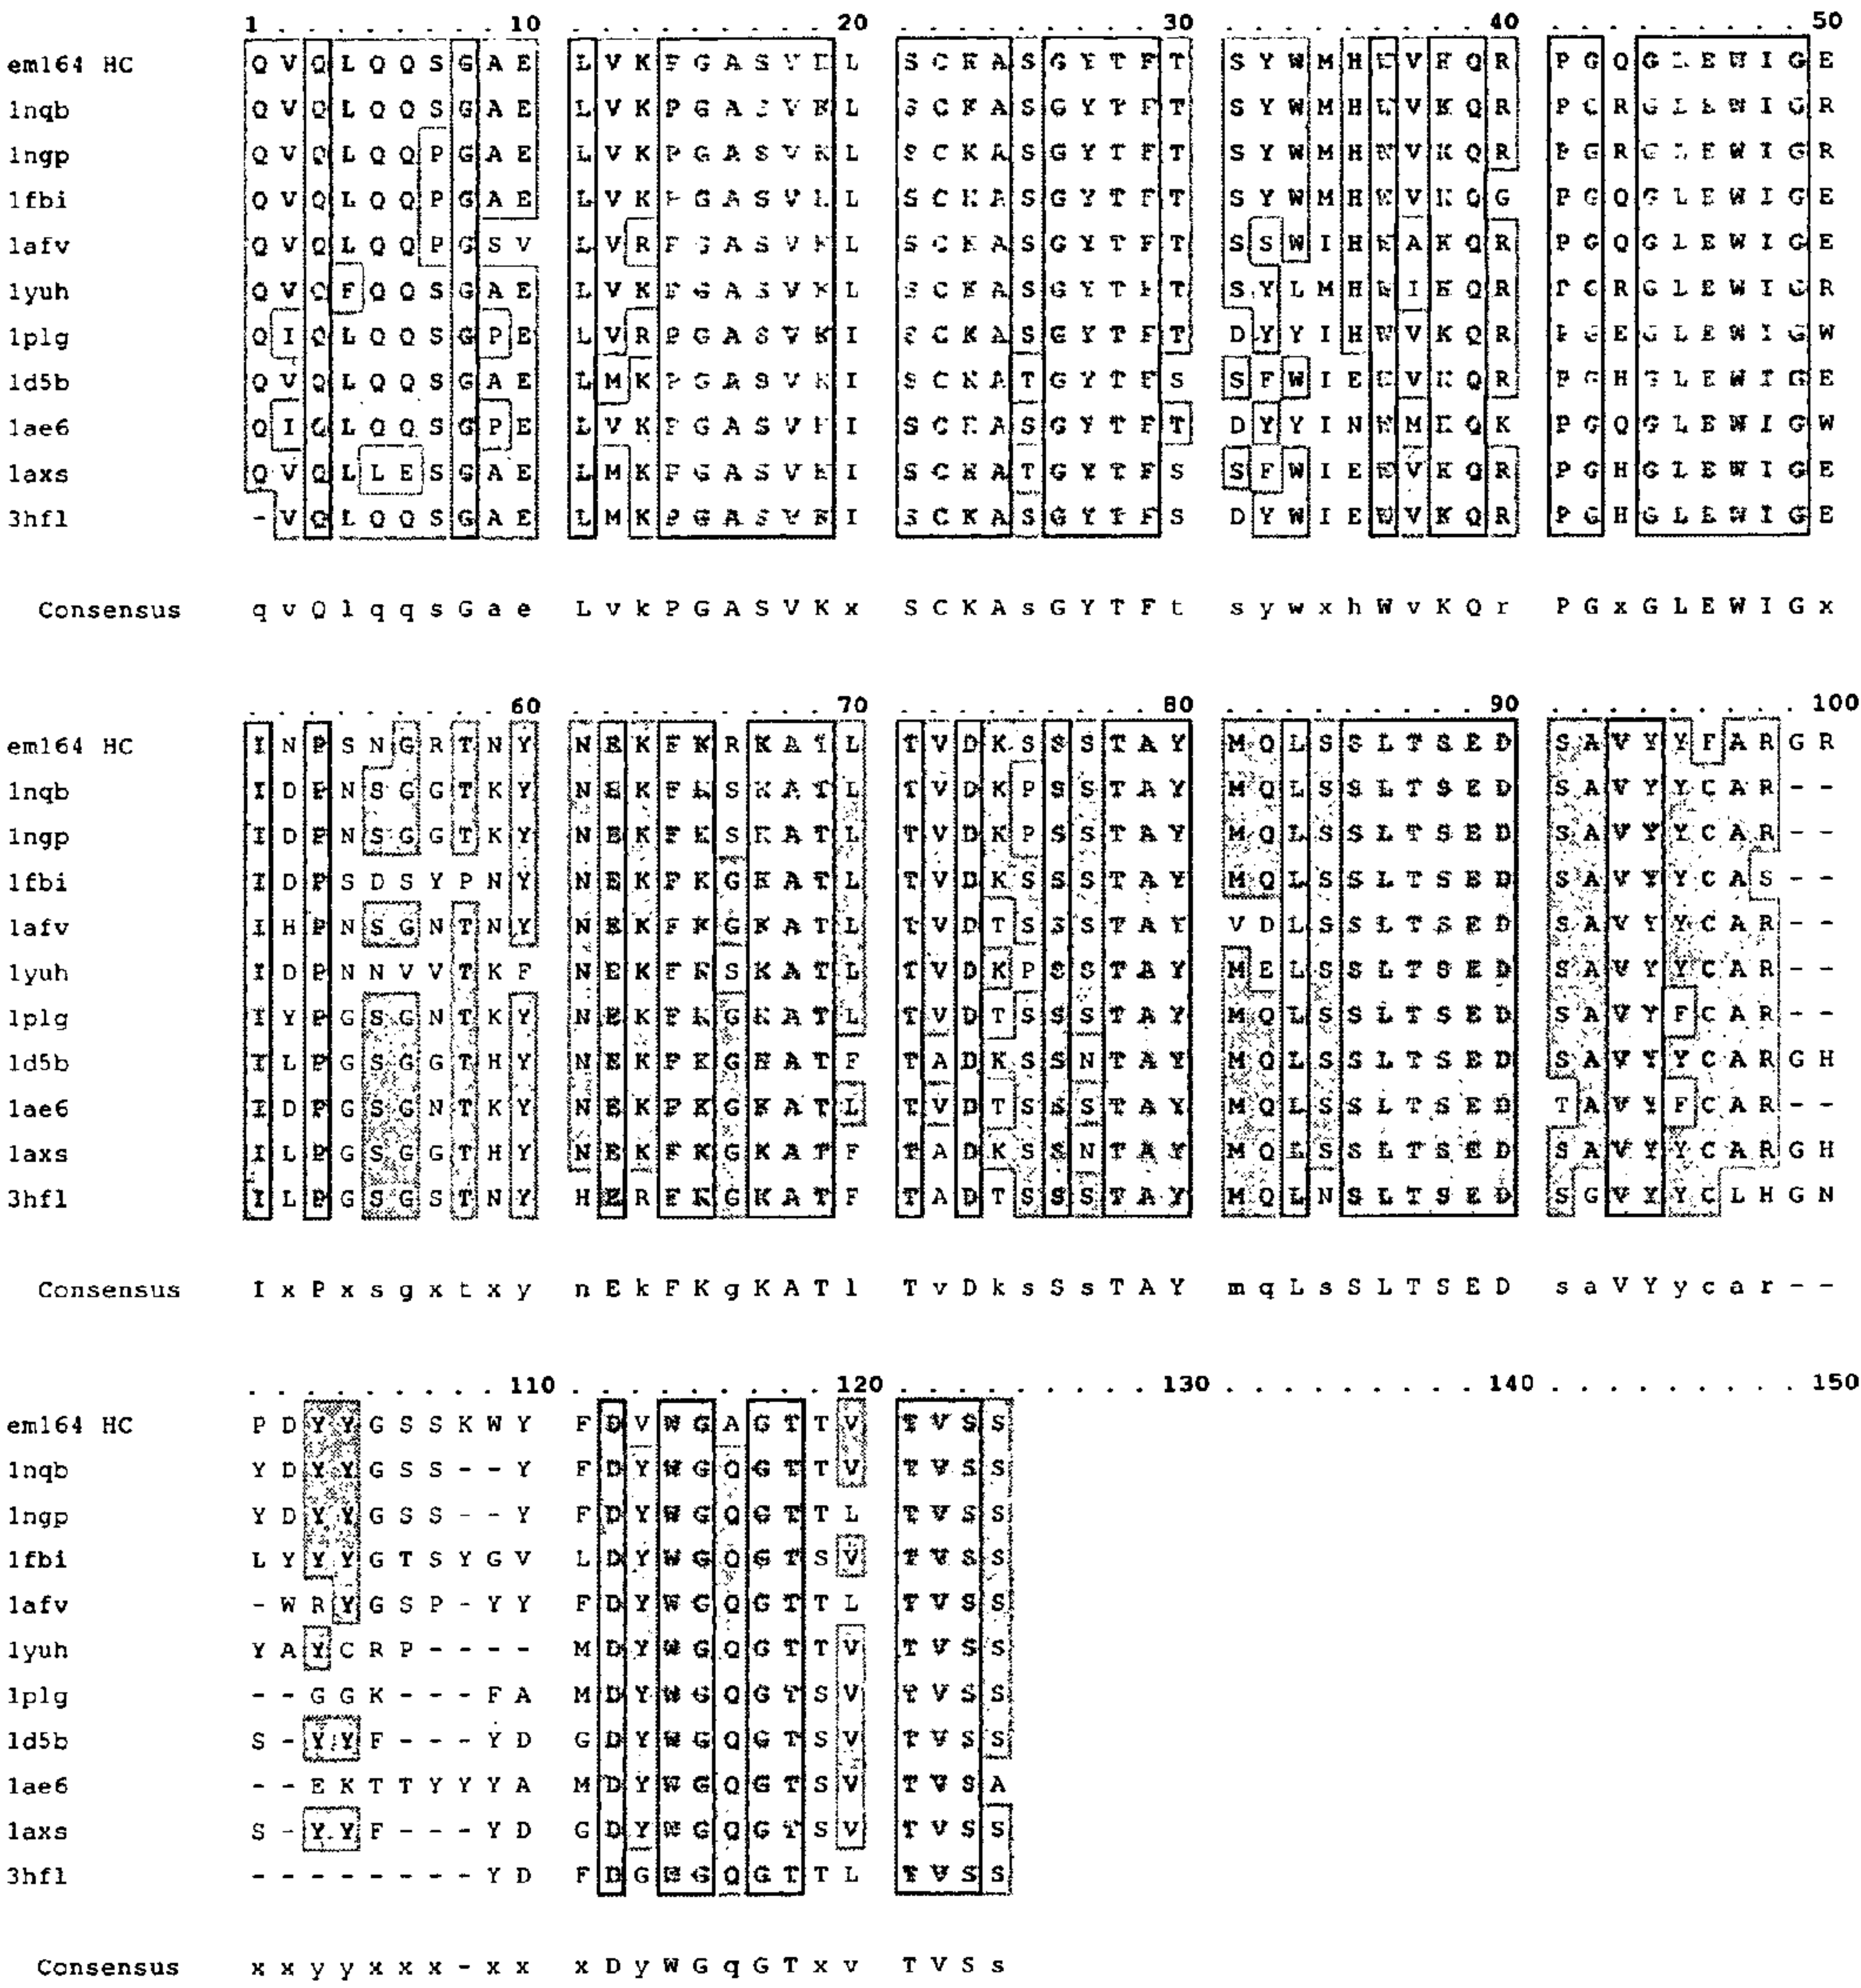 1 . . . . . . . . 10 . . . . . . . . . 20 . . . . . . . . . 30 . . . . . . . . . 40 . . . . . . . . . 50
em164 HC Q V Q L Q Q S G A E L V K P G A S V K L S C K A S G Y T F T S Y W M H W V K Q R P G Q G L E W I G E
1nqb Q V Q L Q Q S G A E L V K P G A S V K L S C K A S G Y T F T S Y W M H W V K Q R P G R G L E W I G R
1ngp Q V Q L Q Q P G A E L V K P G A S V K L S C K A S G Y T F T S Y W M H W V K Q R P G R G L E W I G R
1fbi Q V Q L Q Q P G A E L V K P G A S V K L S C K A S G Y T F T S Y W M H W V K Q G P G Q G L E W I G E
1afv Q V Q L Q Q P G S V L V R P G A S V K L S C K A S G Y T F T S S W I H W A K Q R P G Q G L E W I G E
1yuh Q V Q F Q Q S G A E L V K P G A S V K L S C K A S G Y T F T S Y L M H W I K Q R P G R G L E W I G R
1plg Q I Q L Q Q S G P E L V R P G A S V K I S C K A S G Y T F T D Y Y I H W V K Q R P G E G L E W I G W
1d5b Q V Q L Q Q S G A E L M K P G A S V K I S C K A T G Y T F S S F W I E W V K Q R P G H G L E W I G E
1ae6 Q I Q L Q Q S G P E L V K P G A S V K I S C K A S G Y T F T D Y Y I N W M K Q K P G Q G L E W I G W
1axs Q V Q L L E S G A E L M K P G A S V K I S C K A T G Y T F S S F W I E W V K Q R P G H G L E W I G E
3hfl - V Q L Q Q S G A E L M K P G A S V K I S C K A S G Y T F S D Y W I E W V K Q R P G H G L E W I G E
Consensus q v Q l q q s G a e L v k P G A S V K x S C K A s G Y T F t s y w x h W v K Q r P G x G L E W I G x
. . . . . . . . . 60 . . . . . . . . . 70 . . . . . . . . . 80 . . . . . . . . . 90 . . . . . . . . . 100
em164 HC I N P S N G R T N Y N E K F K R K A T L T V D K S S S T A Y M Q L S S L T S E D S A V Y Y F A R G R
1nqb I D P N S G G T K Y N E K F K S K A T L T V D K P S S T A Y M Q L S S L T S E D S A V Y Y C A R - -
1ngp I D P N S G G T K Y N E K F K S K A T L T V D K P S S T A Y M Q L S S L T S E D S A V Y Y C A R - -
1fbi I D P S D S Y P N Y N E K F K G K A T L T V D K S S S T A Y M Q L S S L T S E D S A V Y Y C A S - -
1afv I H P N S G N T N Y N E K F K G K A T L T V D T S S S T A Y V D L S S L T S E D S A V Y Y C A R - -
1yuh I D P N N V V T K F N E K F K S K A T L T V D K P S S T A Y M E L S S L T S E D S A V Y Y C A R - -
1plg I Y P G S G N T K Y N E K F K G K A T L T V D T S S S T A Y M Q L S S L T S E D S A V Y F C A R - -
1d5b I L P G S G G T H Y N E K F K G K A T F T A D K S S N T A Y M Q L S S L T S E D S A V Y Y C A R G H
1ae6 I D P G S G N T K Y N E K F K G K A T L T V D T S S S T A Y M Q L S S L T S E D T A V Y F C A R - -
1axs I L P G S G G T H Y N E K F K G K A T F T A D K S S N T A Y M Q L S S L T S E D S A V Y Y C A R G H
3hfl I L P G S G S T N Y H E R F K G K A T F T A D T S S S T A Y M Q L N S L T S E D S G V Y Y C L H G N
Consensus I x P x s g x t x y n E k F K g K A T l T v D k s S s T A Y m q L s S L T S E D s a V Y y c a r - -
. . . . . . . . . 110 . . . . . . . . . 120 . . . . . . . . . 130 . . . . . . . . . 140 . . . . . . . . . 150
em164 HC P D Y Y G S S K W Y F D V W G A G T T V T V S S
1nqb Y D Y Y G S S - - Y F D Y W G Q G T T V T V S S
1ngp Y D Y Y G S S - - Y F D Y W G Q G T T L T V S S
1fbi L Y Y Y G T S Y G V L D Y W G Q G T S V T V S S
1afv - W R Y G S P - Y Y F D Y W G Q G T T L T V S S
1yuh Y A Y C R P - - - - M D Y W G Q G T T V T V S S
1plg - - G G K - - - F A M D Y W G Q G T S V T V S S
1d5b S - Y Y F - - - Y D G D Y W G Q G T S V T V S S
1ae6 - - E K T T Y Y Y A M D Y W G Q G T S V T V S A
1axs S - Y Y F - - - Y D G D Y W G Q G T S V T V S S
3hfl - - - - - - - - Y D F D G W G Q G T T L T V S S
Consensus x x y y x x x - x x x D y W G q G T x v T V S s